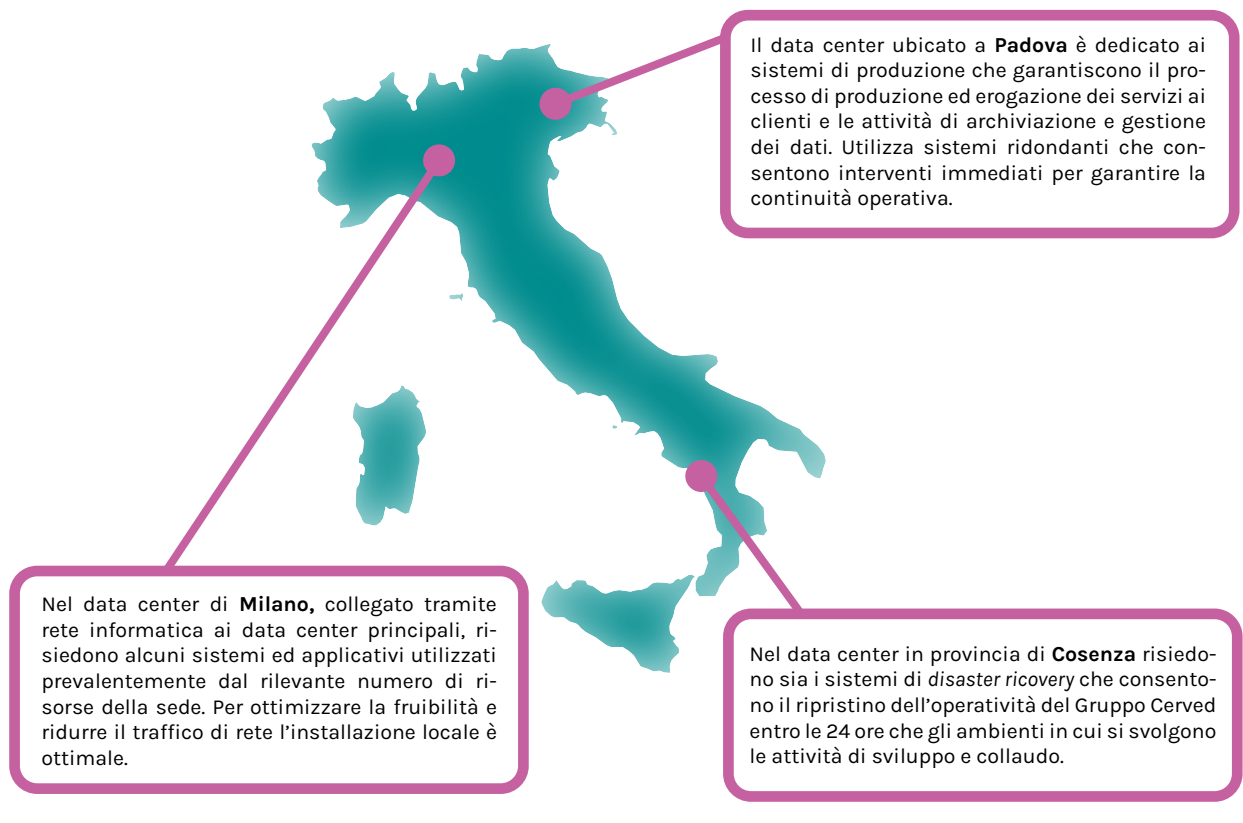 Il data center ubicato a Padova è dedicato ai
sistemi di produzione che garantiscono il pro-
cesso di produzione ed erogazione dei servizi ai
clienti e le attività di archiviazione e gestione
dei dati. Utilizza sistemi ridondanti che con-
sentono interventi immediati per garantire la
continuità operativa.
Nel data center di Milano, collegato tramite
rete informatica ai data center principali, ri-
siedono alcuni sistemi ed applicativi utilizzati
prevalentemente dal rilevante numero di ri-
sorse della sede. Per ottimizzare la fruibilità e
ridurre il traffico di rete l'installazione locale è
ottimale.
Nel data center in provincia di Cosenza risiedo-
no sia i sistemi di disaster ricovery che consento-
no il ripristino dell'operatività del Gruppo Cerved
entro le 24 ore che gli ambienti in cui si svolgono
le attività di sviluppo e collaudo.